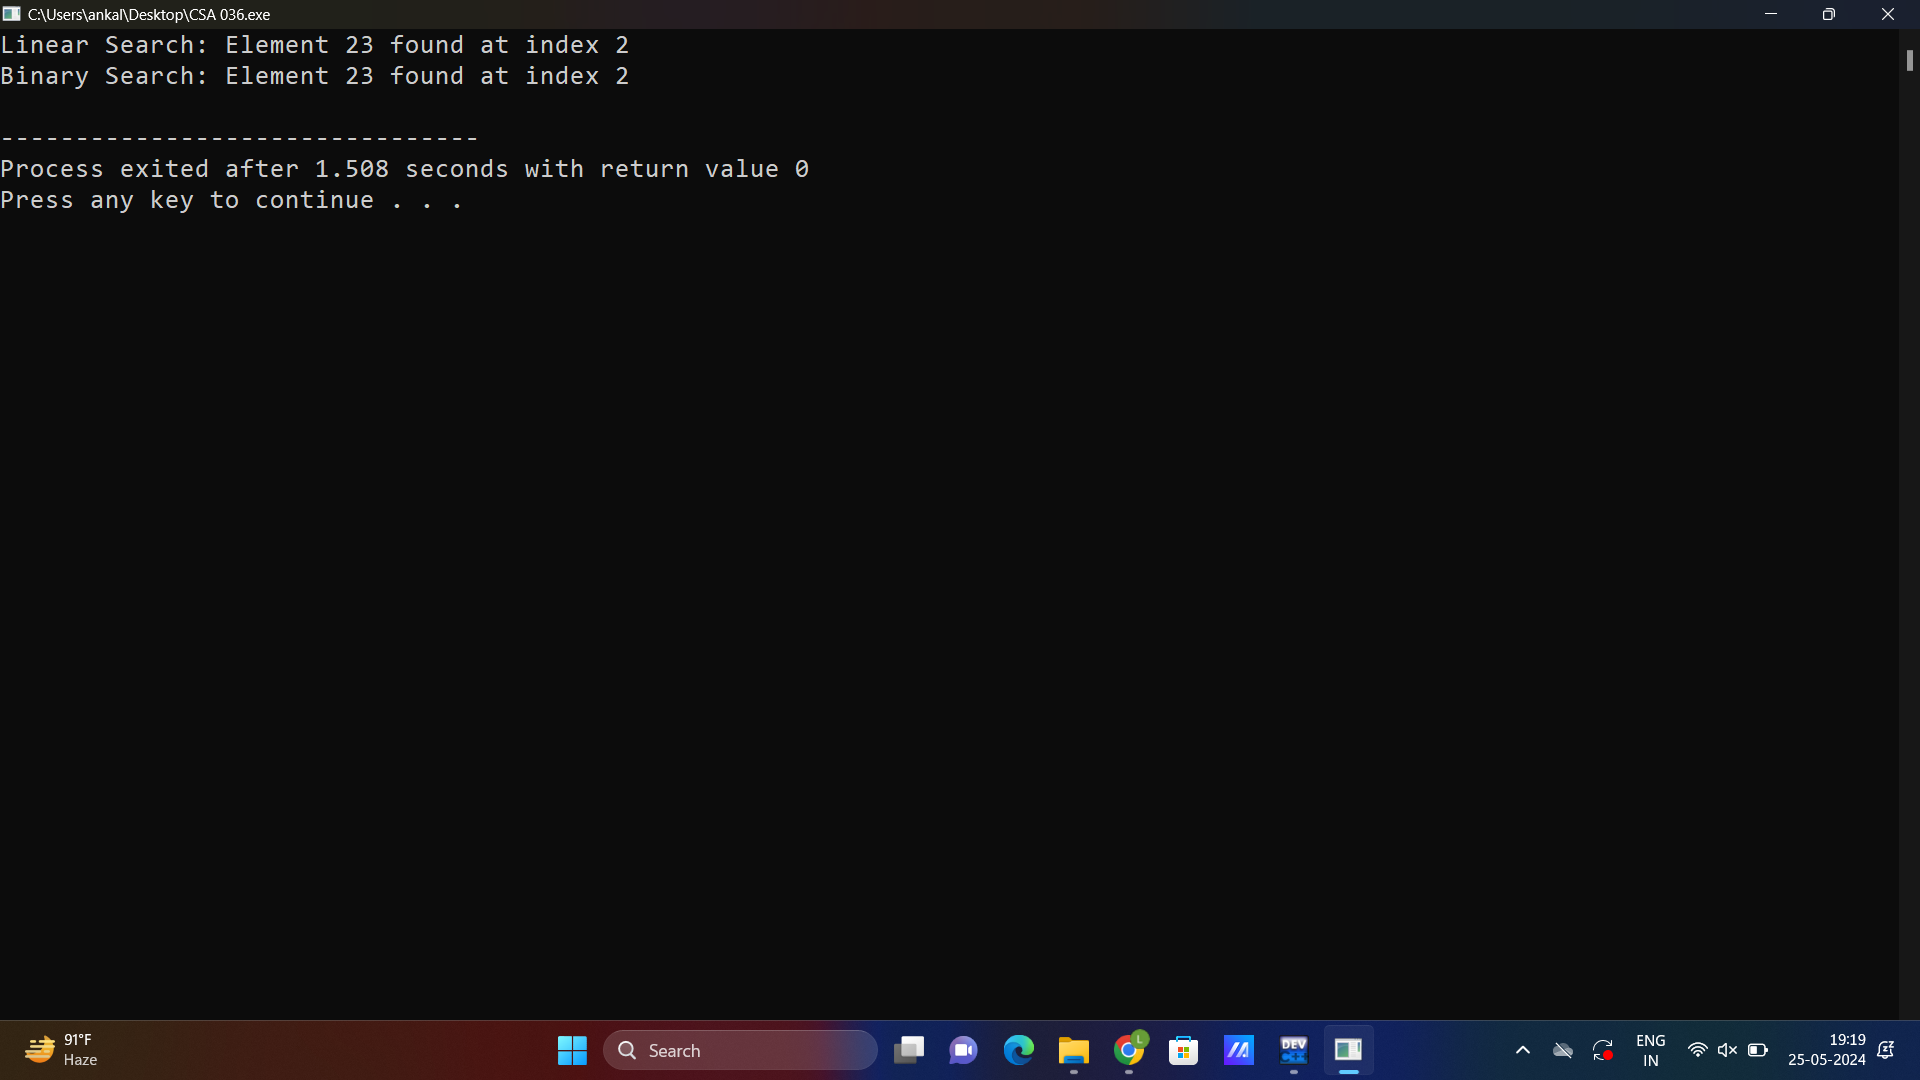 C:\Users\ankal\Desktop\CSA 036.exe
Linear Search: Element 23 found at index 2
Binary Search: Element 23 found at index 2
--------------------------------
Process exited after 1.508 seconds with return value 0
Press any key to continue . . .
91°F
Haze
Search
L
DEV
C++
ENG
IN
19:19
25-05-2024